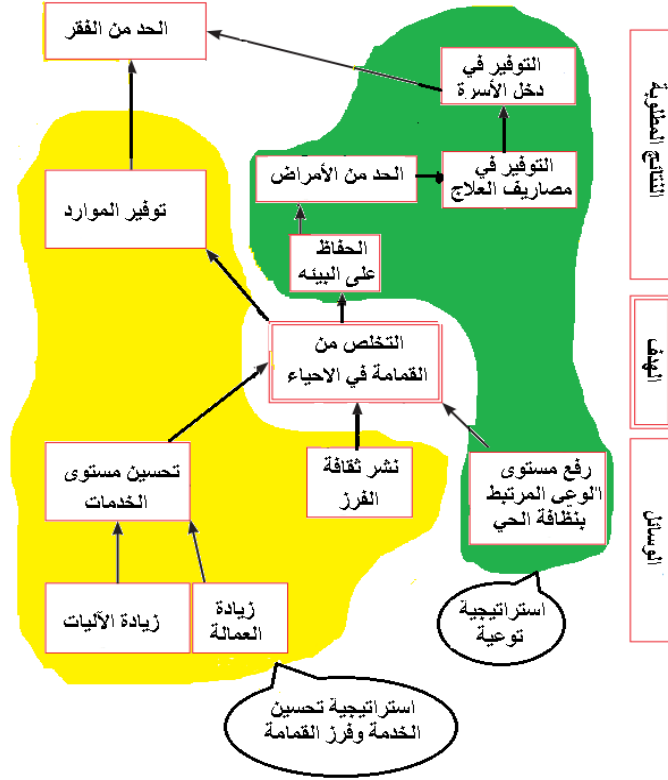 الحد من الفقر
التوفير في
دخل الأسرة
النتائج المطلوبة
الحد من الأمراض
التوفير في
مصاريف العلاج
توفير الموارد
الحفاظ
على البيئه
التخلص من
القمامة في الاحياء
الهدف
تحسين مستوى
الخدمات
نشر ثقافة
الفرز
رفع مستوى
الوعي المرتبط
بنظافة الحي
الوسائل
زيادة الآليات
زيادة
العمالة
استراتيجية
توعية
استراتيجية تحسين
الخدمة وفرز القمامة